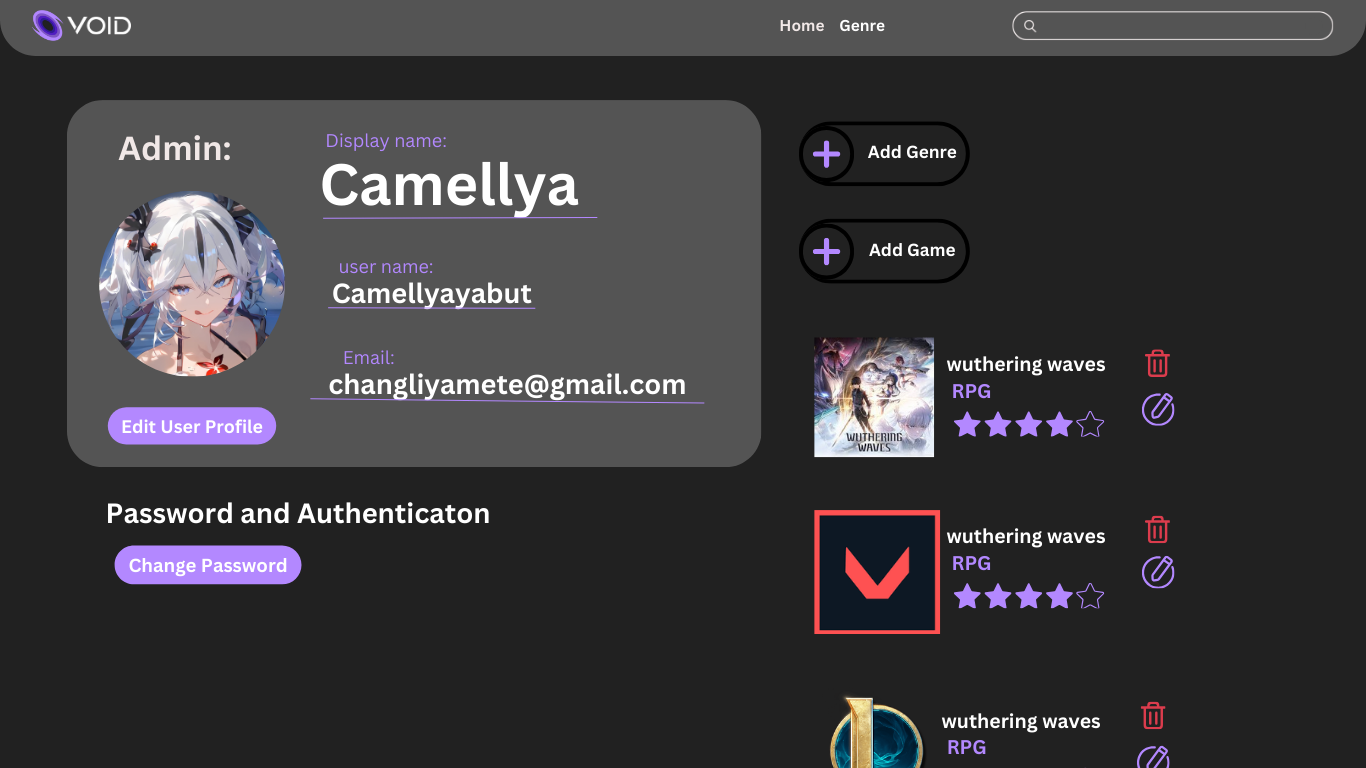 VOID
Home
Genre
Admin:
Display name:
Camellya
user name:
Camellyayabut
Email:
changliyamete@gmail.com
Edit User Profile
Password and Authenticaton
Change Password
Add Genre
Add Game
WUTHERING
WAVES
wuthering waves
RPG
wuthering waves
RPG
wuthering waves
RPG